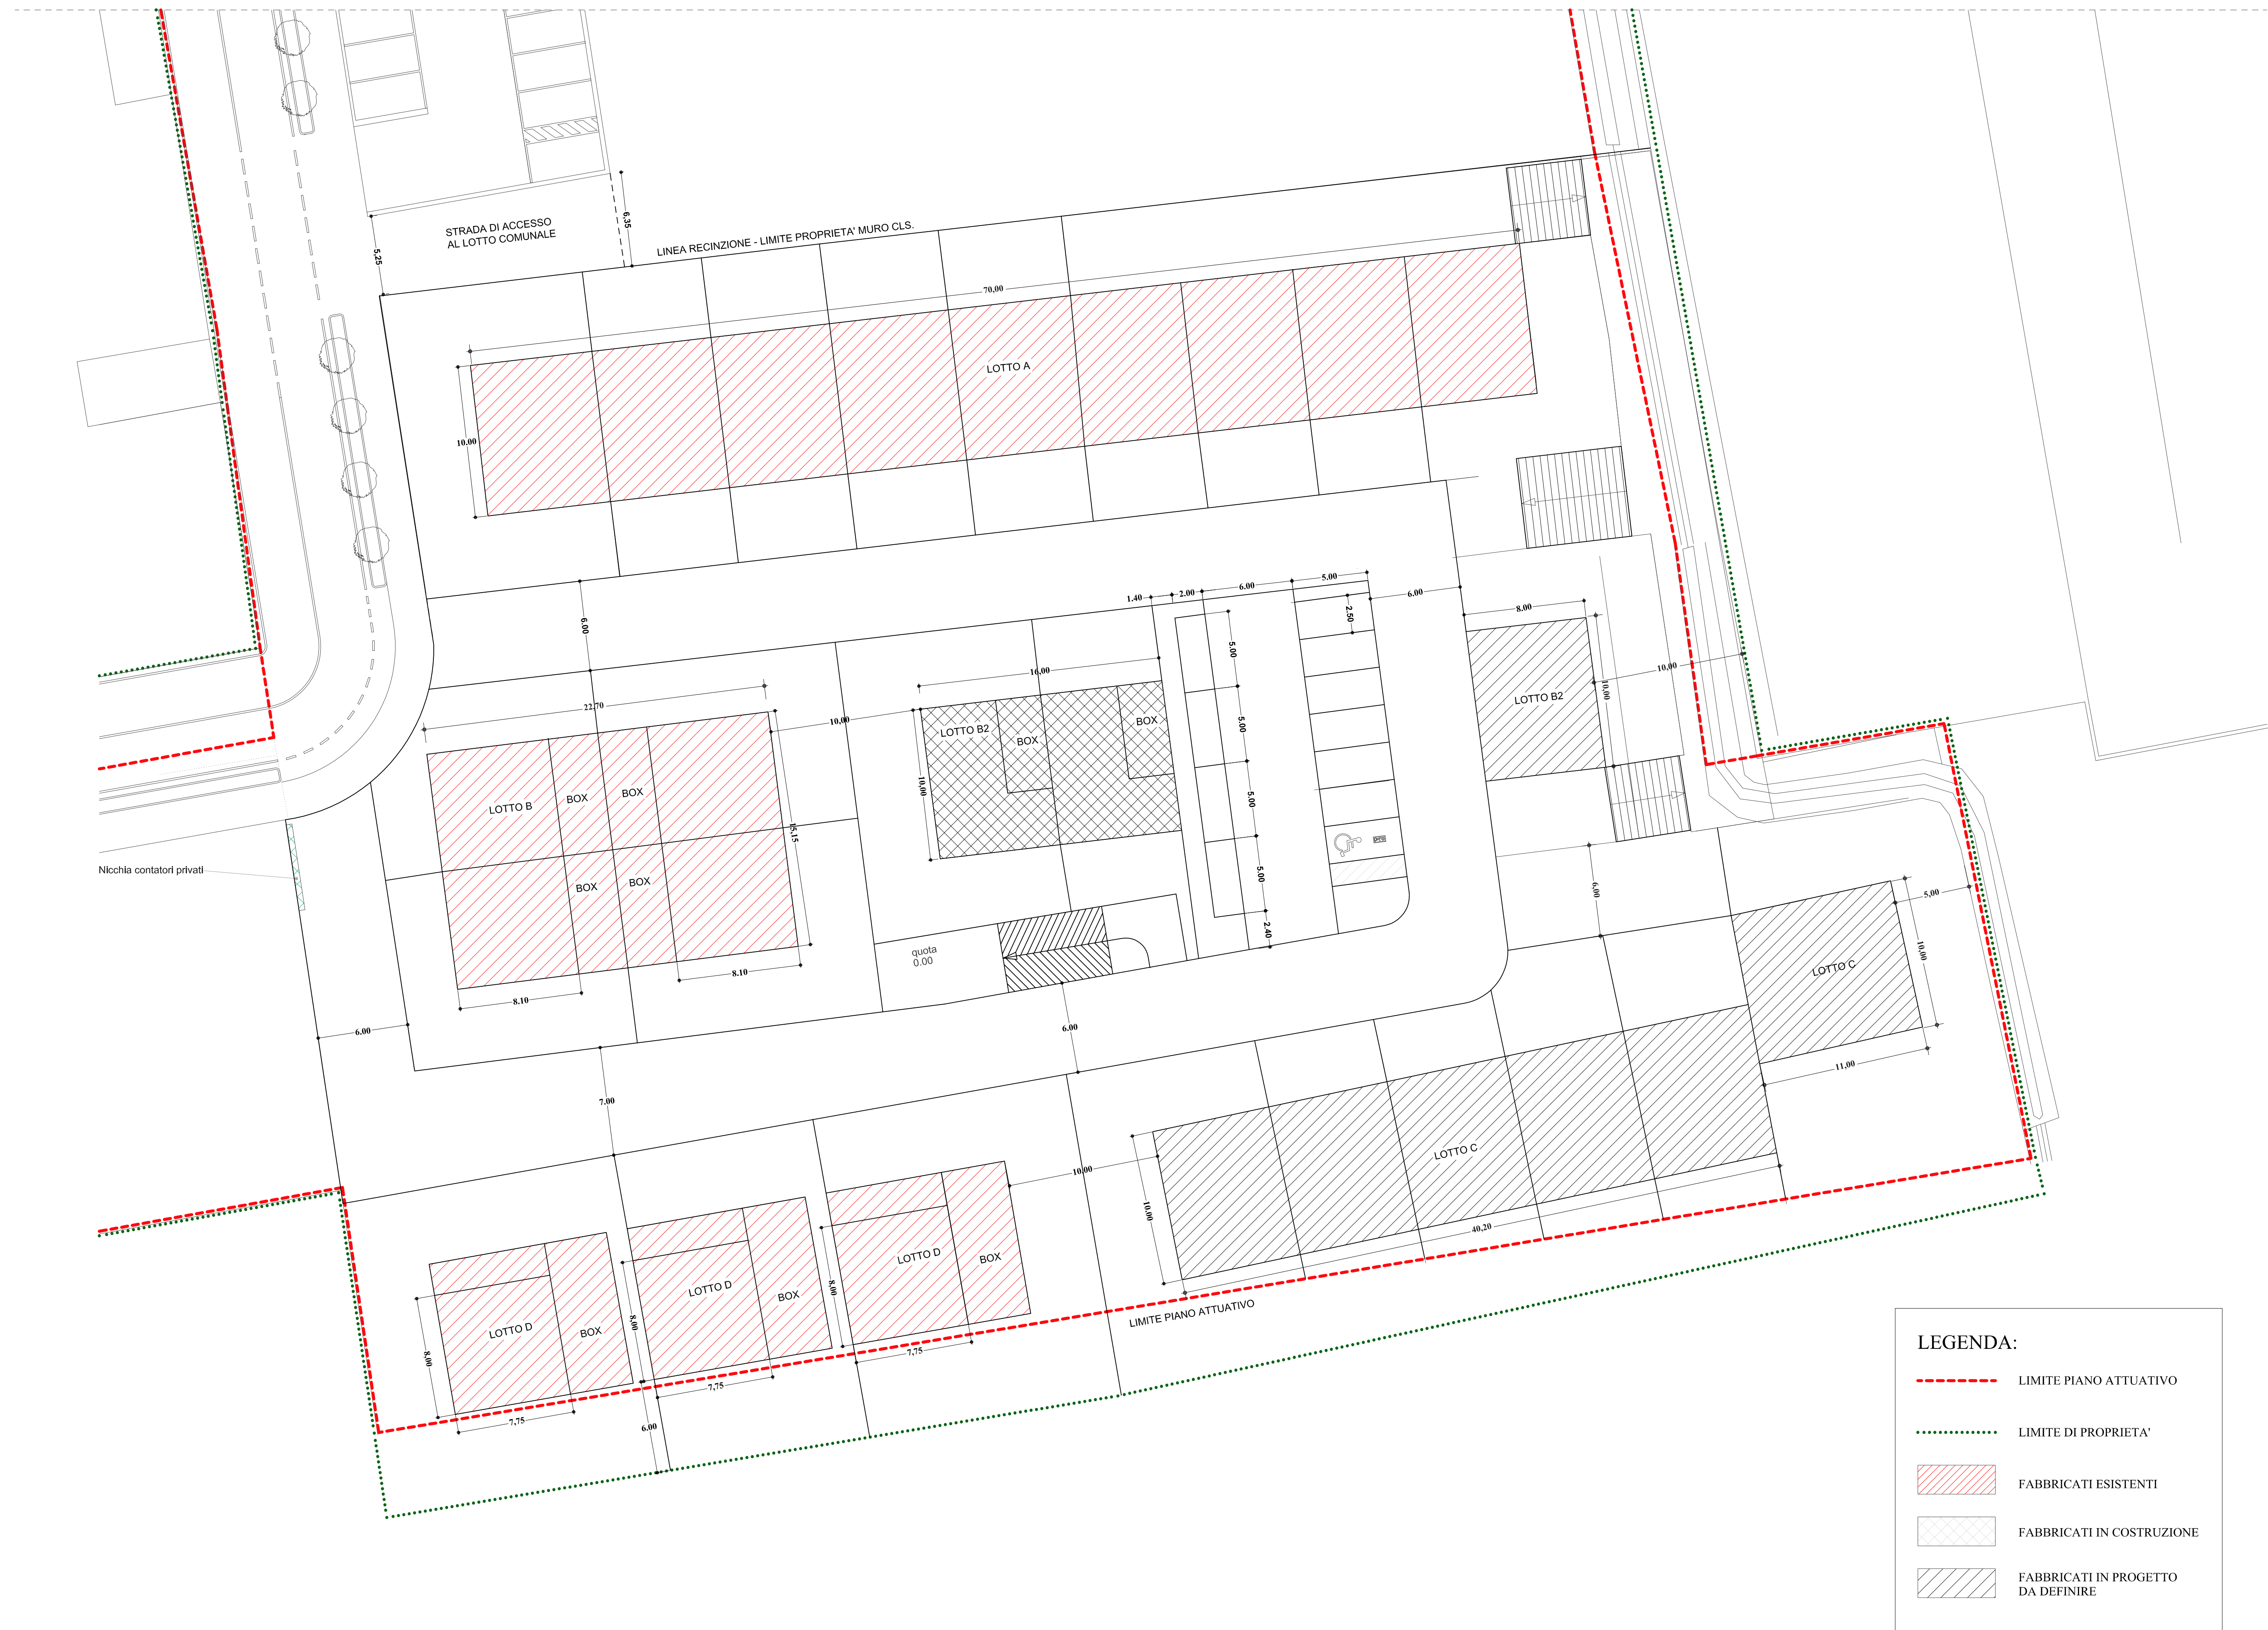 STRADA DI ACCESSO
AL LOTTO COMUNALE
6,35
5,25
LINEA RECINZIONE - LIMITE PROPRIETA' MURO CLS.
70,00
LOTTO A
10.00
6.00
1.40
2.00
6.00
5.00
2.50
6.00
8.00
LOTTO B2
10,00
10,00
22,70
10,00
16,00
LOTTO B2
BOX
BOX
10,00
5.00
5.00
5.00
5.00
2.40
LOTTO B
BOX
BOX
BOX
BOX
15,15
8.10
8.10
Nicchia contatori privati
quota
0.00
6.00
6.00
6.00
7.00
LOTTO C
5,00
10,00
11,00
LOTTO C
10,00
10.00
40,20
LOTTO D
BOX
8,00
7,75
LOTTO D
BOX
8,00
7,75
LOTTO D
BOX
8,00
7,75
6.00
LIMITE PIANO ATTUATIVO
LEGENDA:
LIMITE PIANO ATTUATIVO
LIMITE DI PROPRIETA'
FABBRICATI ESISTENTI
FABBRICATI IN COSTRUZIONE
FABBRICATI IN PROGETTO
DA DEFINIRE